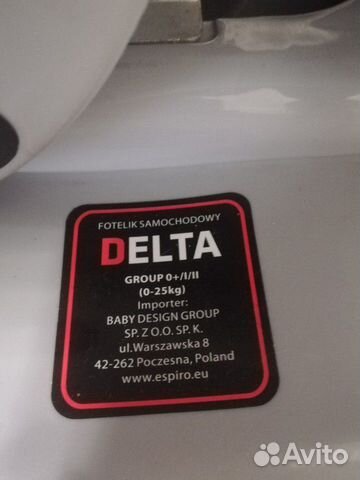 FOTELIK SAMOCHODOWY
DELTA
GROUP 0+/I/II
(0-25kg)
Importer:
BABY DESIGN GROUP
SP. Z O.O. SP. K.
ul.Warszawska 8
42-262 Poczesna, Poland
www.espiro.eu
Avito